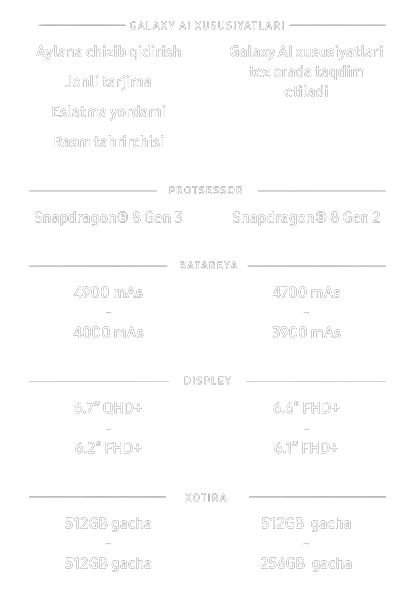 GALAXY AI XUSUSIYATLARI
Aylana chizib qidirish
Jonli tarjima
Eslatma yordami
Rasm tahrirchisi
Galaxy AI xususiyatlari
tez orada taqdim
etiladi
PROTSESSOR
Snapdragon® 8 Gen 3
Snapdragon® 8 Gen 2
BATAREYA
4900 mAs
~
4000 mAs
4700 mAs
~
3900 mAs
DISPLEY
6.7” QHD+
~
6.2” FHD+
6.6” FHD+
~
6.1” FHD+
XOTIRA
512GB gacha
~
512GB gacha
512GB gacha
~
256GB gacha